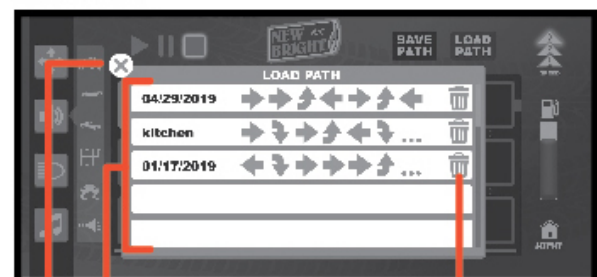 NEW BRIGHT
SAVE PATH
LOAD PATH
LOAD PATH
04/29/2019
kitchen ...
01/17/2019 ...